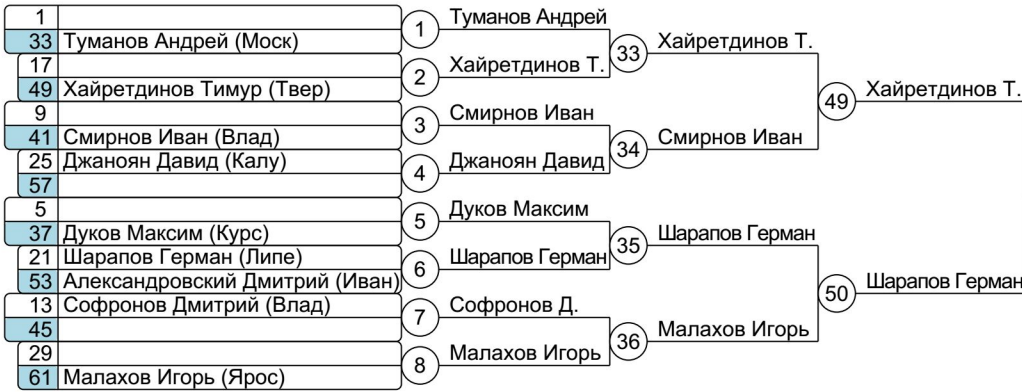 1
33 Туманов Андрей (Моск)
17
49 Хайретдинов Тимур (Твер)
9
41 Смирнов Иван (Влад)
25 Джаноян Давид (Калу)
57
5
37 Дуков Максим (Курс)
21 Шарапов Герман (Липе)
53 Александровский Дмитрий (Иван)
13 Софронов Дмитрий (Влад)
45
29
61 Малахов Игорь (Ярос)
1 Туманов Андрей
2 Хайретдинов Т.
3 Смирнов Иван
4 Джаноян Давид
5 Дуков Максим
6 Шарапов Герман
7 Софронов Д.
8 Малахов Игорь
33 Хайретдинов Т.
34 Смирнов Иван
35 Шарапов Герман
36 Малахов Игорь
49 Хайретдинов Т.
50 Шарапов Герман